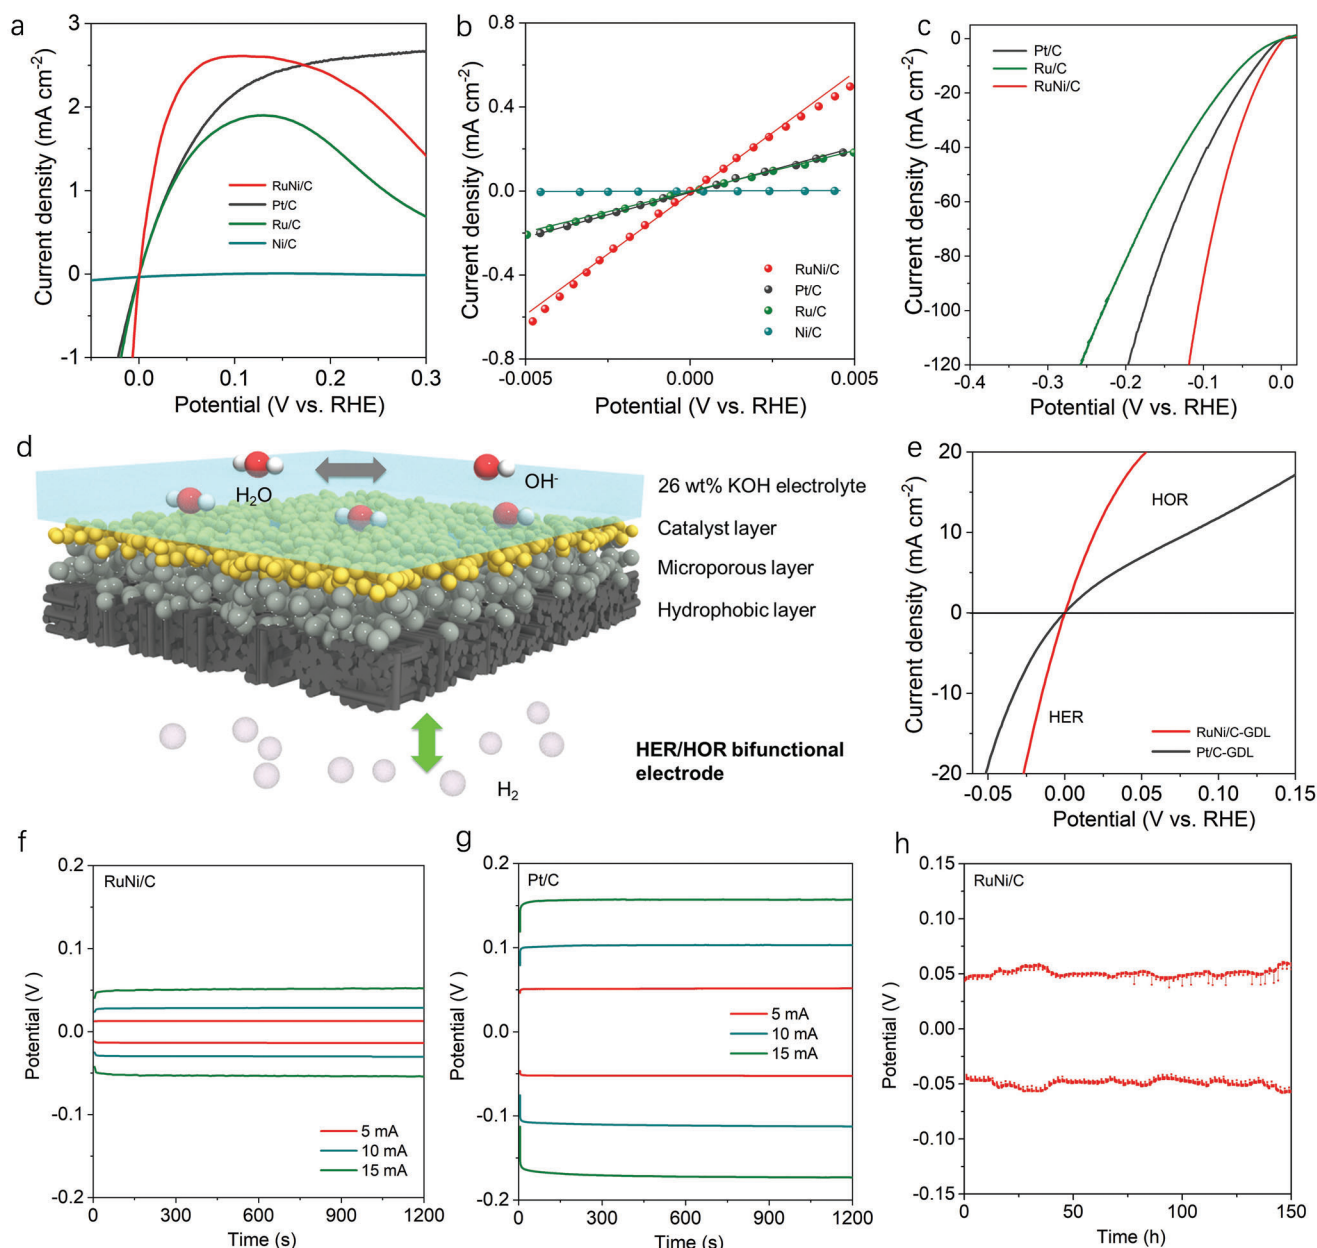 a
Current density (mA cm-2)
3
2
1
0
-1
RuNi/C
Pt/C
Ru/C
Ni/C
0.0
0.1
0.2
0.3
Potential (V vs. RHE)
b
Current density (mA cm-2)
0.8
0.4
0.0
-0.4
-0.8
RuNi/C
Pt/C
Ru/C
Ni/C
-0.005
0.000
0.005
Potential (V vs. RHE)
c
Current density (mA cm-2)
0
-20
-40
-60
-80
-100
-120
Pt/C
Ru/C
RuNi/C
-0.4
-0.3
-0.2
-0.1
0.0
Potential (V vs. RHE)
d
H2O
OH-
26 wt% KOH electrolyte
Catalyst layer
Microporous layer
Hydrophobic layer
HER/HOR bifunctional
electrode
H2
e
Current density (mA cm-2)
20
10
0
-10
-20
HOR
HER
RuNi/C-GDL
Pt/C-GDL
-0.05
0.00
0.05
0.10
0.15
Potential (V vs. RHE)
f
RuNi/C
Potential (V )
0.2
0.1
0.0
-0.1
-0.2
5 mA
10 mA
15 mA
0
300
600
900
1200
Time (s)
g
Pt/C
Potential (V )
0.2
0.1
0.0
-0.1
-0.2
5 mA
10 mA
15 mA
0
300
600
900
1200
Time (s)
h
RuNi/C
Potential (V )
0.15
0.10
0.05
0.00
-0.05
-0.10
-0.15
0
50
100
150
Time (h)